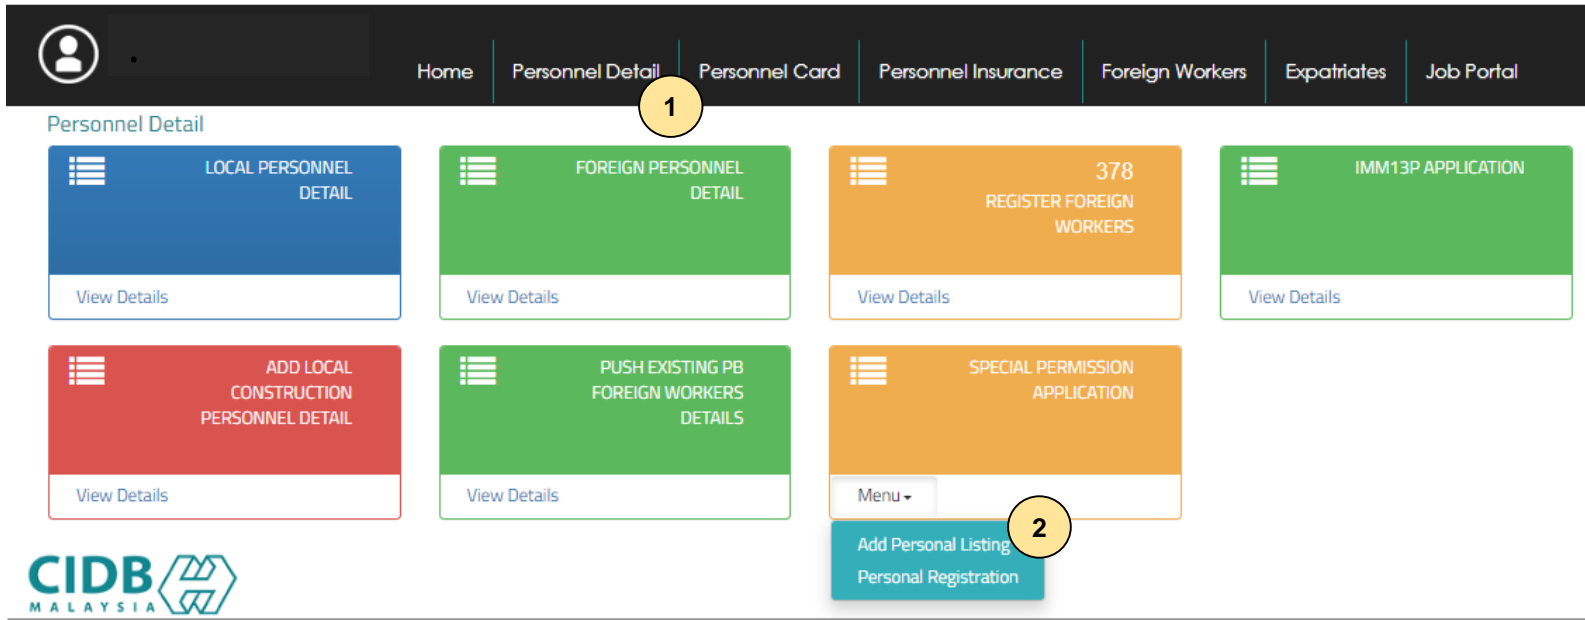 Home Personnel Detail Personnel Card Personnel Insurance Foreign Workers Expatriates Job Portal
1
Personnel Detail
LOCAL PERSONNEL
DETAIL
View Details
FOREIGN PERSONNEL
DETAIL
View Details
378
REGISTER FOREIGN
WORKERS
View Details
IMM13P APPLICATION
View Details
ADD LOCAL
CONSTRUCTION
PERSONNEL DETAIL
View Details
PUSH EXISTING PB
FOREIGN WORKERS
DETAILS
View Details
SPECIAL PERMISSION
APPLICATION
Menu
2
Add Personal Listing
Personal Registration
CIDB
MALAYSIA